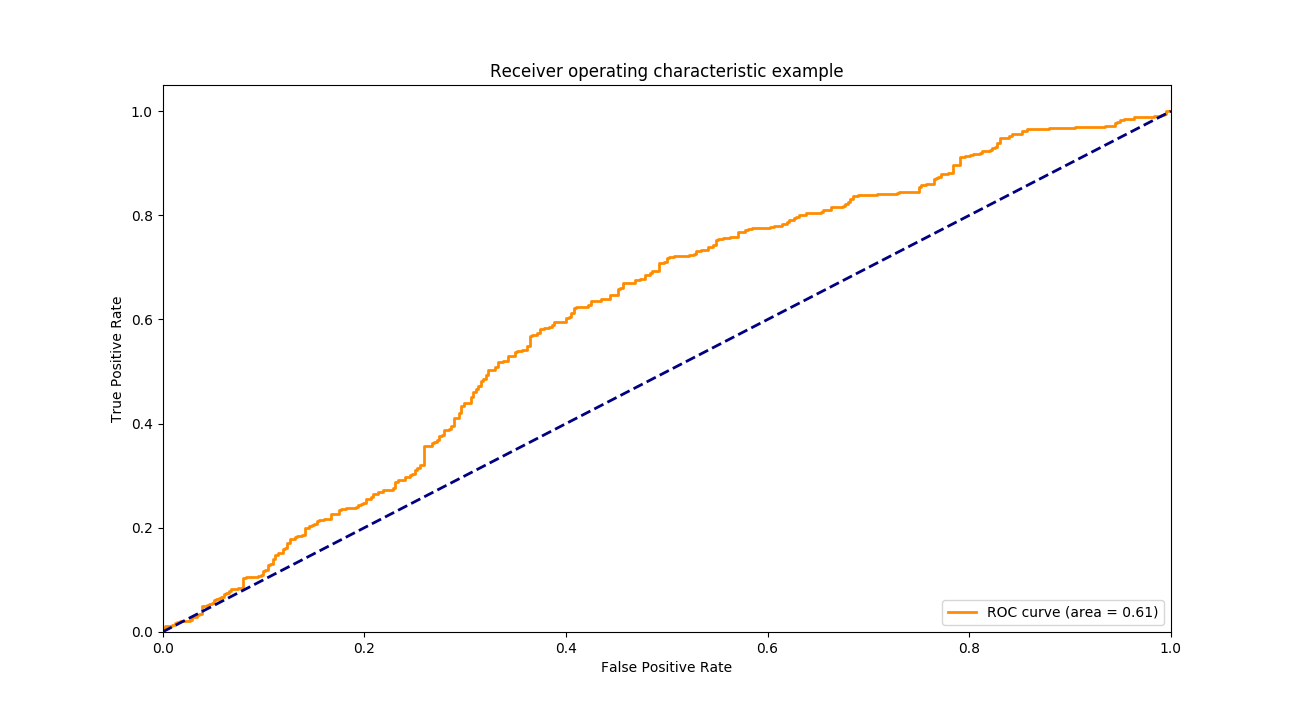 Receiver operating characteristic example
1.0
0.8
0.6
0.4
0.2
0.0
True Positive Rate
ROC curve (area = 0.61)
0.0 0.2 0.4 0.6 0.8 1.0
False Positive Rate